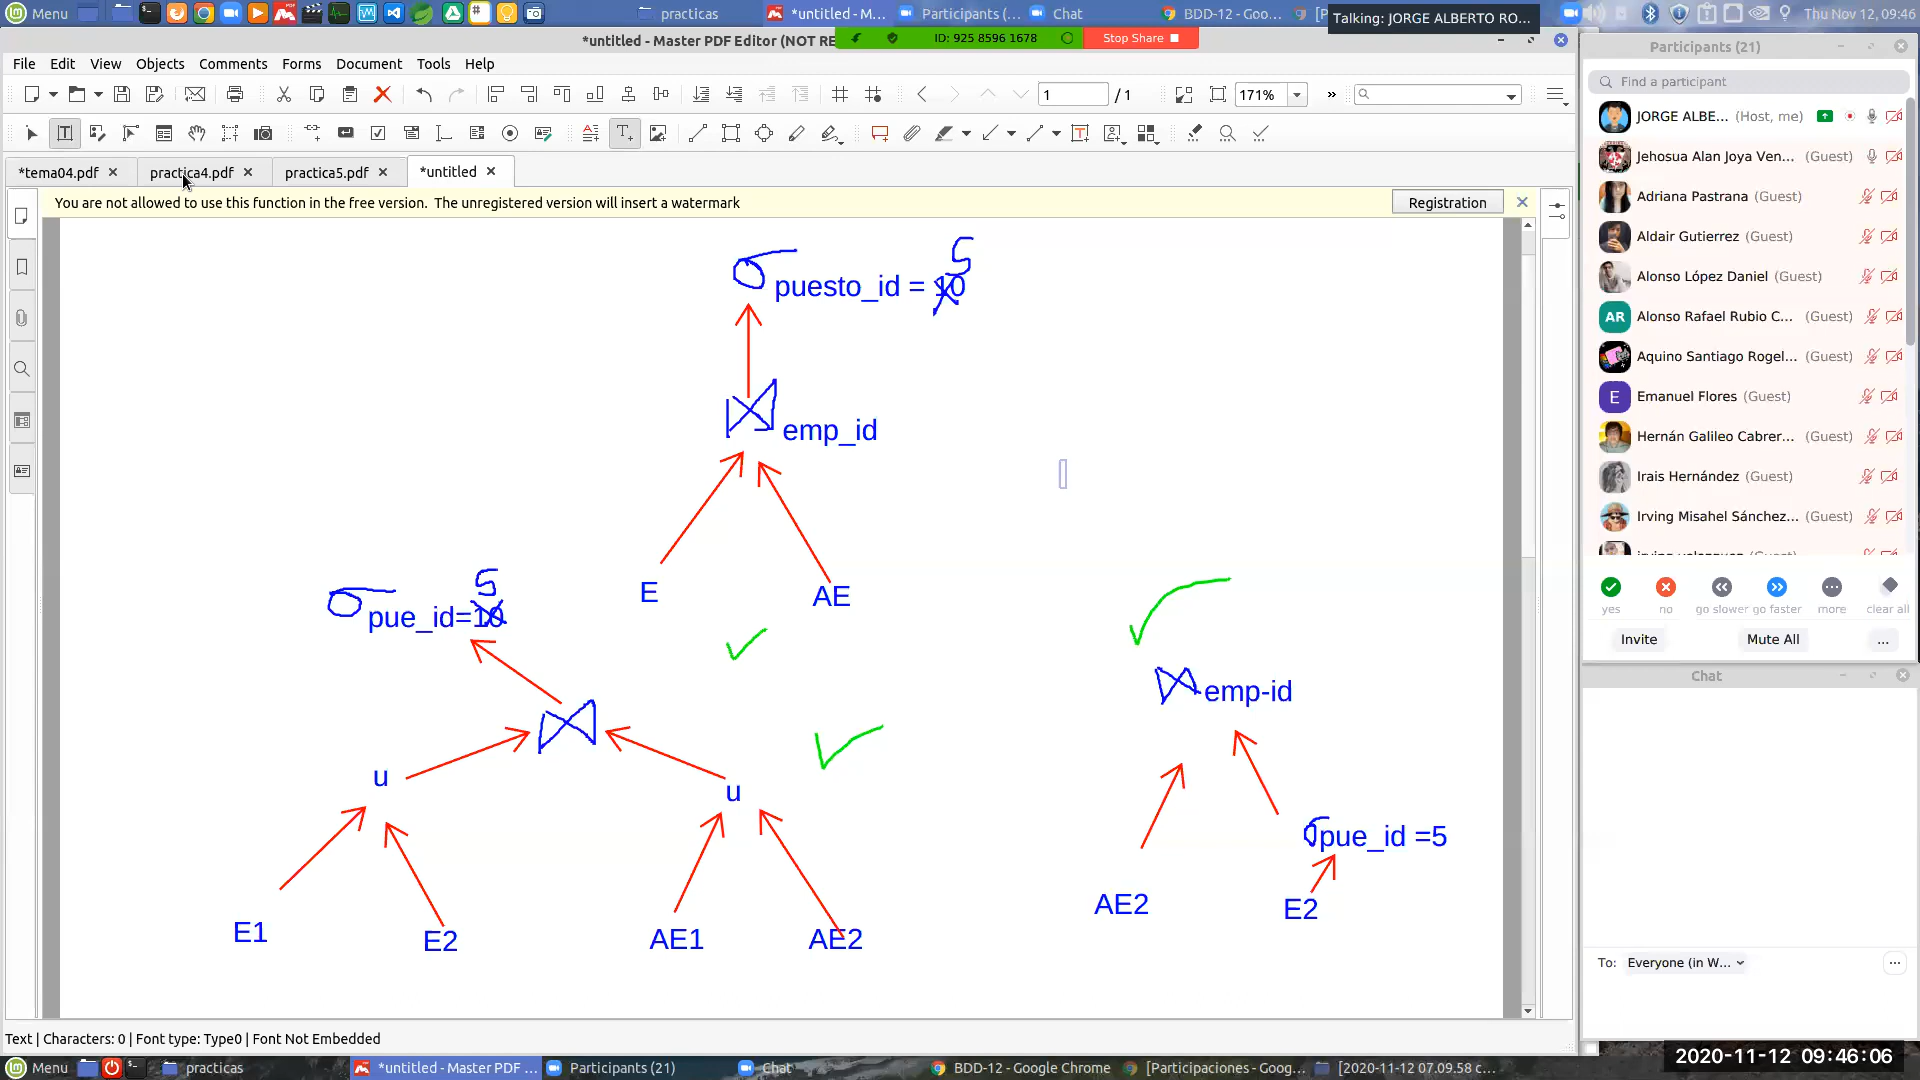 Menu
practicas
*untitled - M...
Participants (...
Chat
BDD-12 - Goo...
[P
Talking: JORGE ALBERTO RO...
Thu Nov 12, 09:46
*untitled - Master PDF Editor (NOT RE
ID: 925 8596 1678
Stop Share
File Edit View Objects Comments Forms Document Tools Help
1 / 1
171%
*tema04.pdf
practica4.pdf
practica5.pdf
*untitled
You are not allowed to use this function in the free version. The unregistered version will insert a watermark
Registration
σ puesto_id = 10
5
⋈ emp_id
E
AE
σ pue_id=10
5
⋈
u
u
E1
E2
AE1
AE2
⋈ emp-id
σ pue_id =5
AE2
E2
Text | Characters: 0 | Font type: Type0 | Font Not Embedded
Participants (21)
Find a participant
JORGE ALBE... (Host, me)
Jehosua Alan Joya Ven... (Guest)
Adriana Pastrana (Guest)
Aldair Gutierrez (Guest)
Alonso López Daniel (Guest)
AR Alonso Rafael Rubio C... (Guest)
Aquino Santiago Rogel... (Guest)
E Emanuel Flores (Guest)
Hernán Galileo Cabrer... (Guest)
Irais Hernández (Guest)
Irving Misahel Sánchez... (Guest)
yes no go slower go faster more clear all
Invite
Mute All
...
Chat
To: Everyone (in W...
Menu
practicas
*untitled - Master PDF ...
Participants (21)
Chat
BDD-12 - Google Chrome
[Participaciones - Goog...
[2020-11-12 07.09.58 c...
2020-11-12 09:46:06